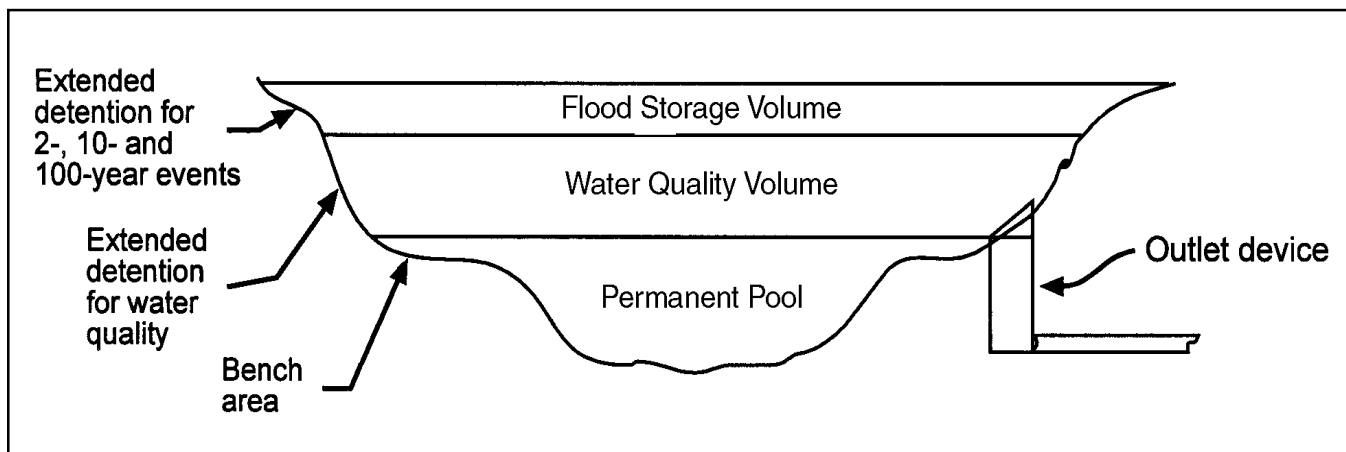 Extended
detention for
2-, 10- and
100-year events
Flood Storage Volume
Water Quality Volume
Extended
detention
for water
quality
Outlet device
Permanent Pool
Bench
area